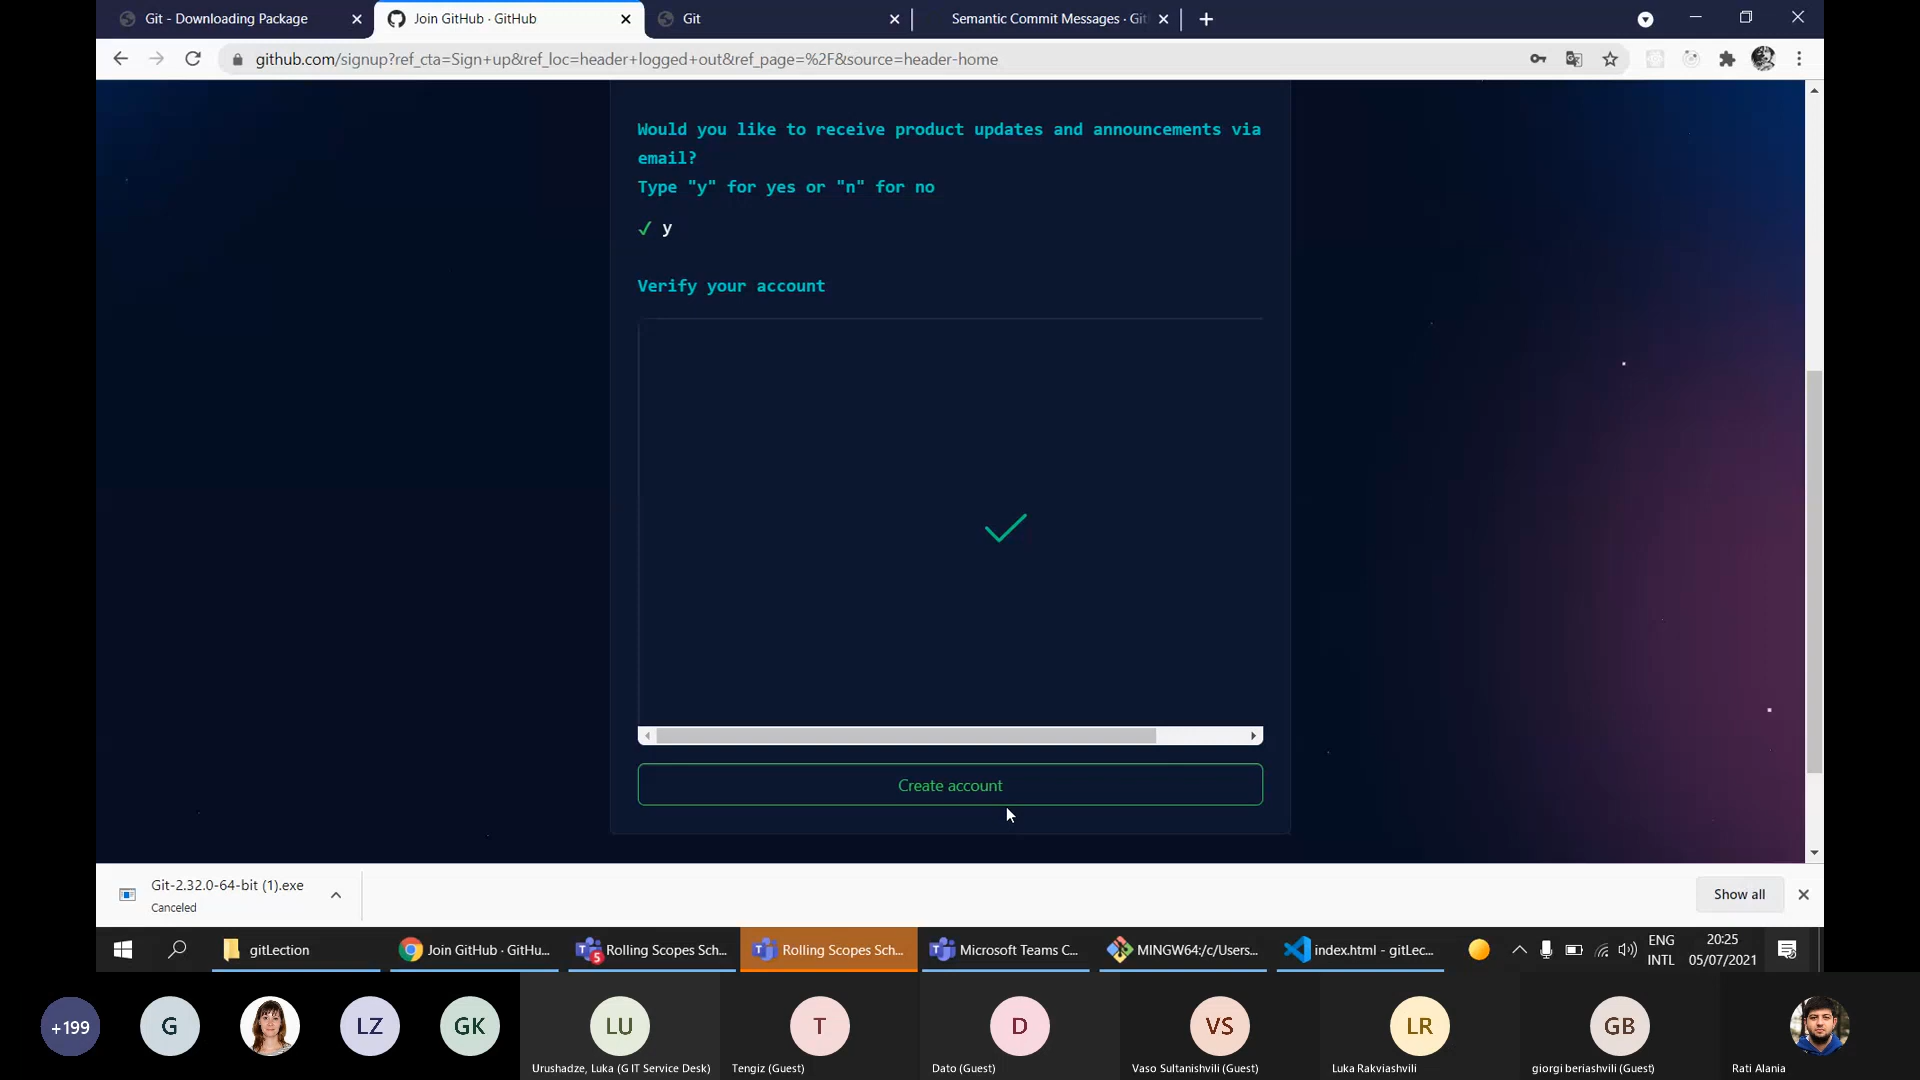 Git - Downloading Package
Join GitHub · GitHub
Git
Semantic Commit Messages · Git
github.com/signup?ref_cta=Sign+up&ref_loc=header+logged+out&ref_page=%2F&source=header-home
Would you like to receive product updates and announcements via
email?
Type "y" for yes or "n" for no
✓ y
Verify your account
Create account
Git-2.32.0-64-bit (1).exe
Canceled
Show all
gitLection
Join GitHub · GitHu...
5
Rolling Scopes Sch...
Rolling Scopes Sch...
Microsoft Teams C...
MINGW64:/c/Users...
index.html - gitLec...
ENG
INTL
20:25
05/07/2021
+199
G
LZ
GK
LU
T
D
VS
LR
GB
Urushadze, Luka (G IT Service Desk)
Tengiz (Guest)
Dato (Guest)
Vaso Sultanishvili (Guest)
Luka Rakviashvili
giorgi beriashvili (Guest)
Rati Alania